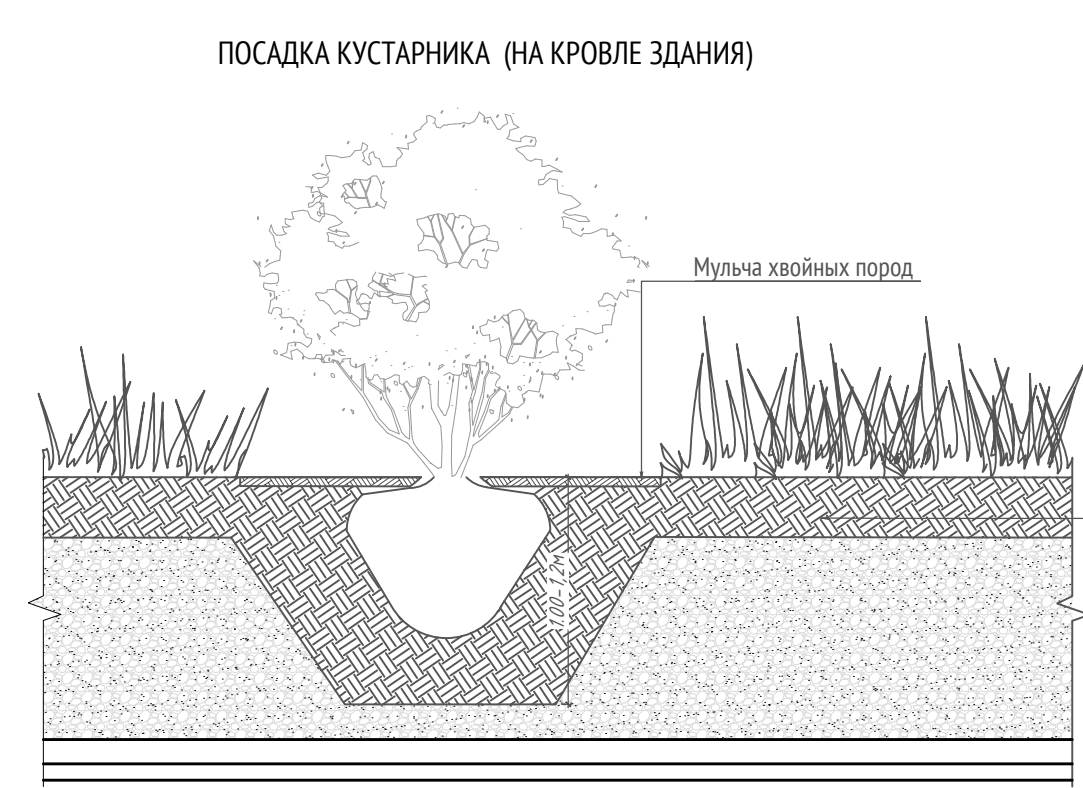 ПОСАДКА КУСТАРНИКА (НА КРОВЛЕ ЗДАНИЯ)
Мульча хвойных пород
1,00-1,2м